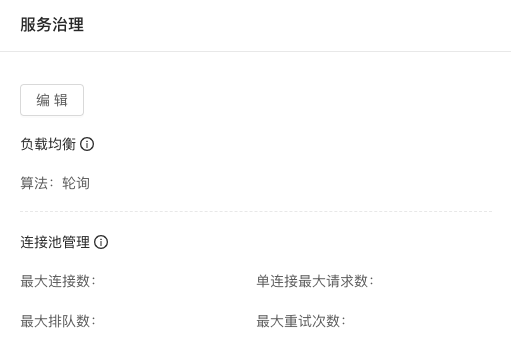 服务治理
编 辑
负载均衡
算法：轮询
连接池管理
最大连接数：
单连接最大请求数：
最大排队数：
最大重试次数：